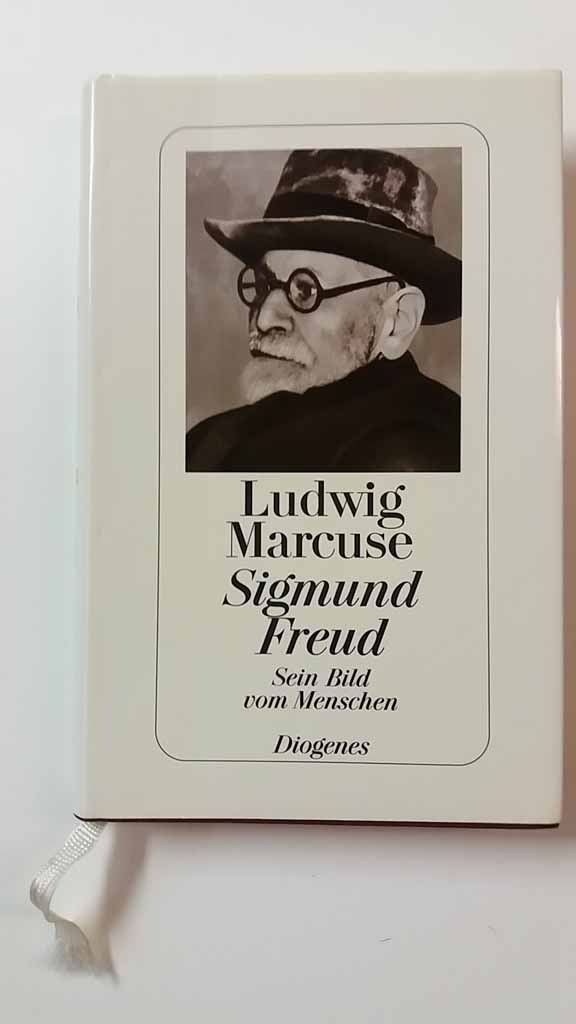 Ludwig
Marcuse
Sigmund
Freud
Sein Bild
vom Menschen
Diogenes